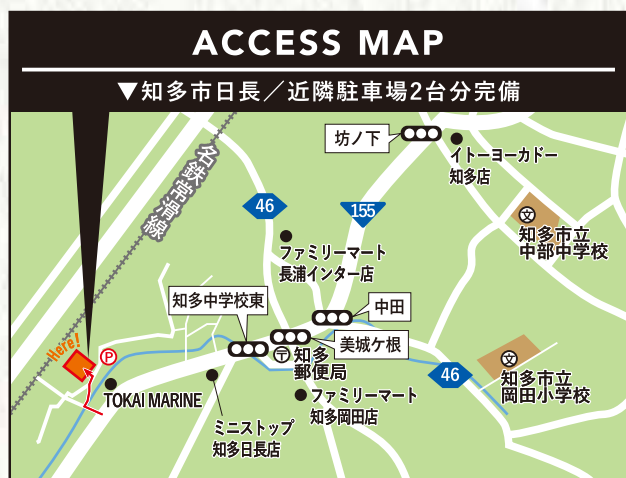 ACCESS MAP
▼知多市日長／近隣駐車場2台分完備
坊ノ下
イトーヨーカドー
知多店
名鉄常滑線
46
155
文
知多市立
中部中学校
ファミリーマート
長浦インター店
知多中学校東
中田
美城ケ根
Here!
P
〒知多
郵便局
文
知多市立
岡田小学校
46
TOKAI MARINE
ファミリーマート
知多岡田店
ミニストップ
知多日長店